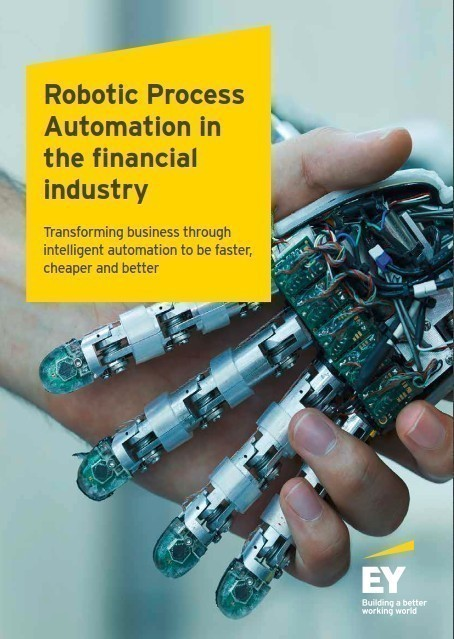 Robotic Process
Automation in
the financial
industry
Transforming business through
intelligent automation to be faster,
cheaper and better
EY
Building a better
working world